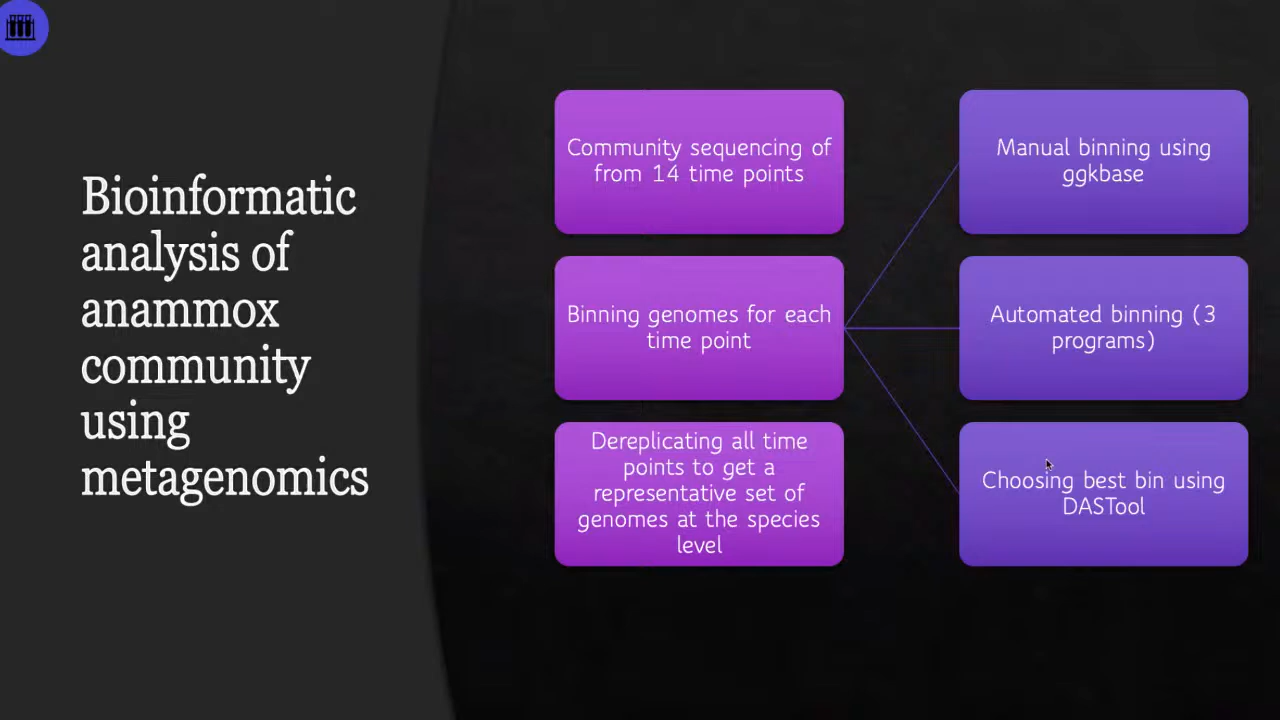 Bioinformatic
analysis of
anammox
community
using
metagenomics
Community sequencing of
from 14 time points
Binning genomes for each
time point
Dereplicating all time
points to get a
representative set of
genomes at the species
level
Manual binning using
ggkbase
Automated binning (3
programs)
Choosing best bin using
DASTool